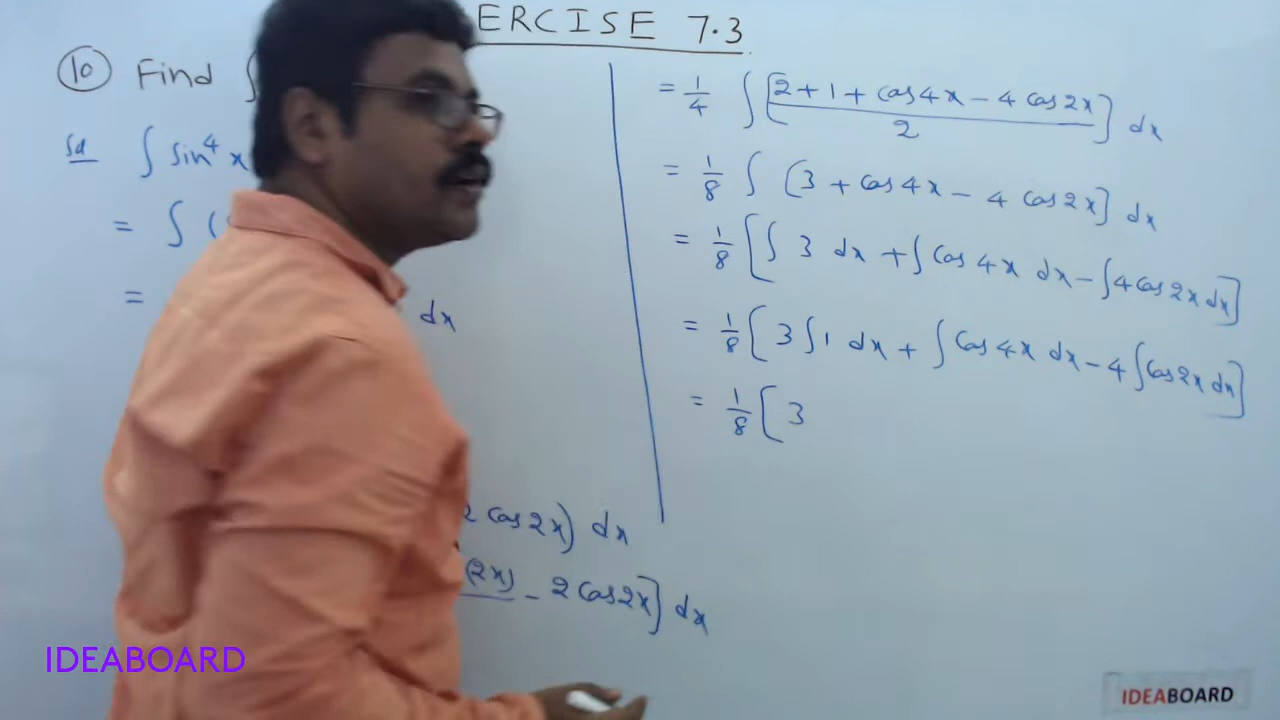 ERCISE 7.3
(10) Find ∫
Sol ∫ sin⁴ x
= ∫ (
= dx
2 Cos 2x) dx
(2x) - 2 Cos 2x] dx
= 1/4 ∫ [(2 + 1 + Cos 4x - 4 Cos 2x)/2] dx
= 1/8 ∫ (3 + Cos 4x - 4 Cos 2x] dx
= 1/8 [∫ 3 dx + ∫ Cos 4x dx - ∫ 4 Cos 2x dx]
= 1/8 [3 ∫ 1 dx + ∫ Cos 4x dx - 4 ∫ Cos 2x dx]
= 1/8 [3
IDEABOARD
IDEABOARD